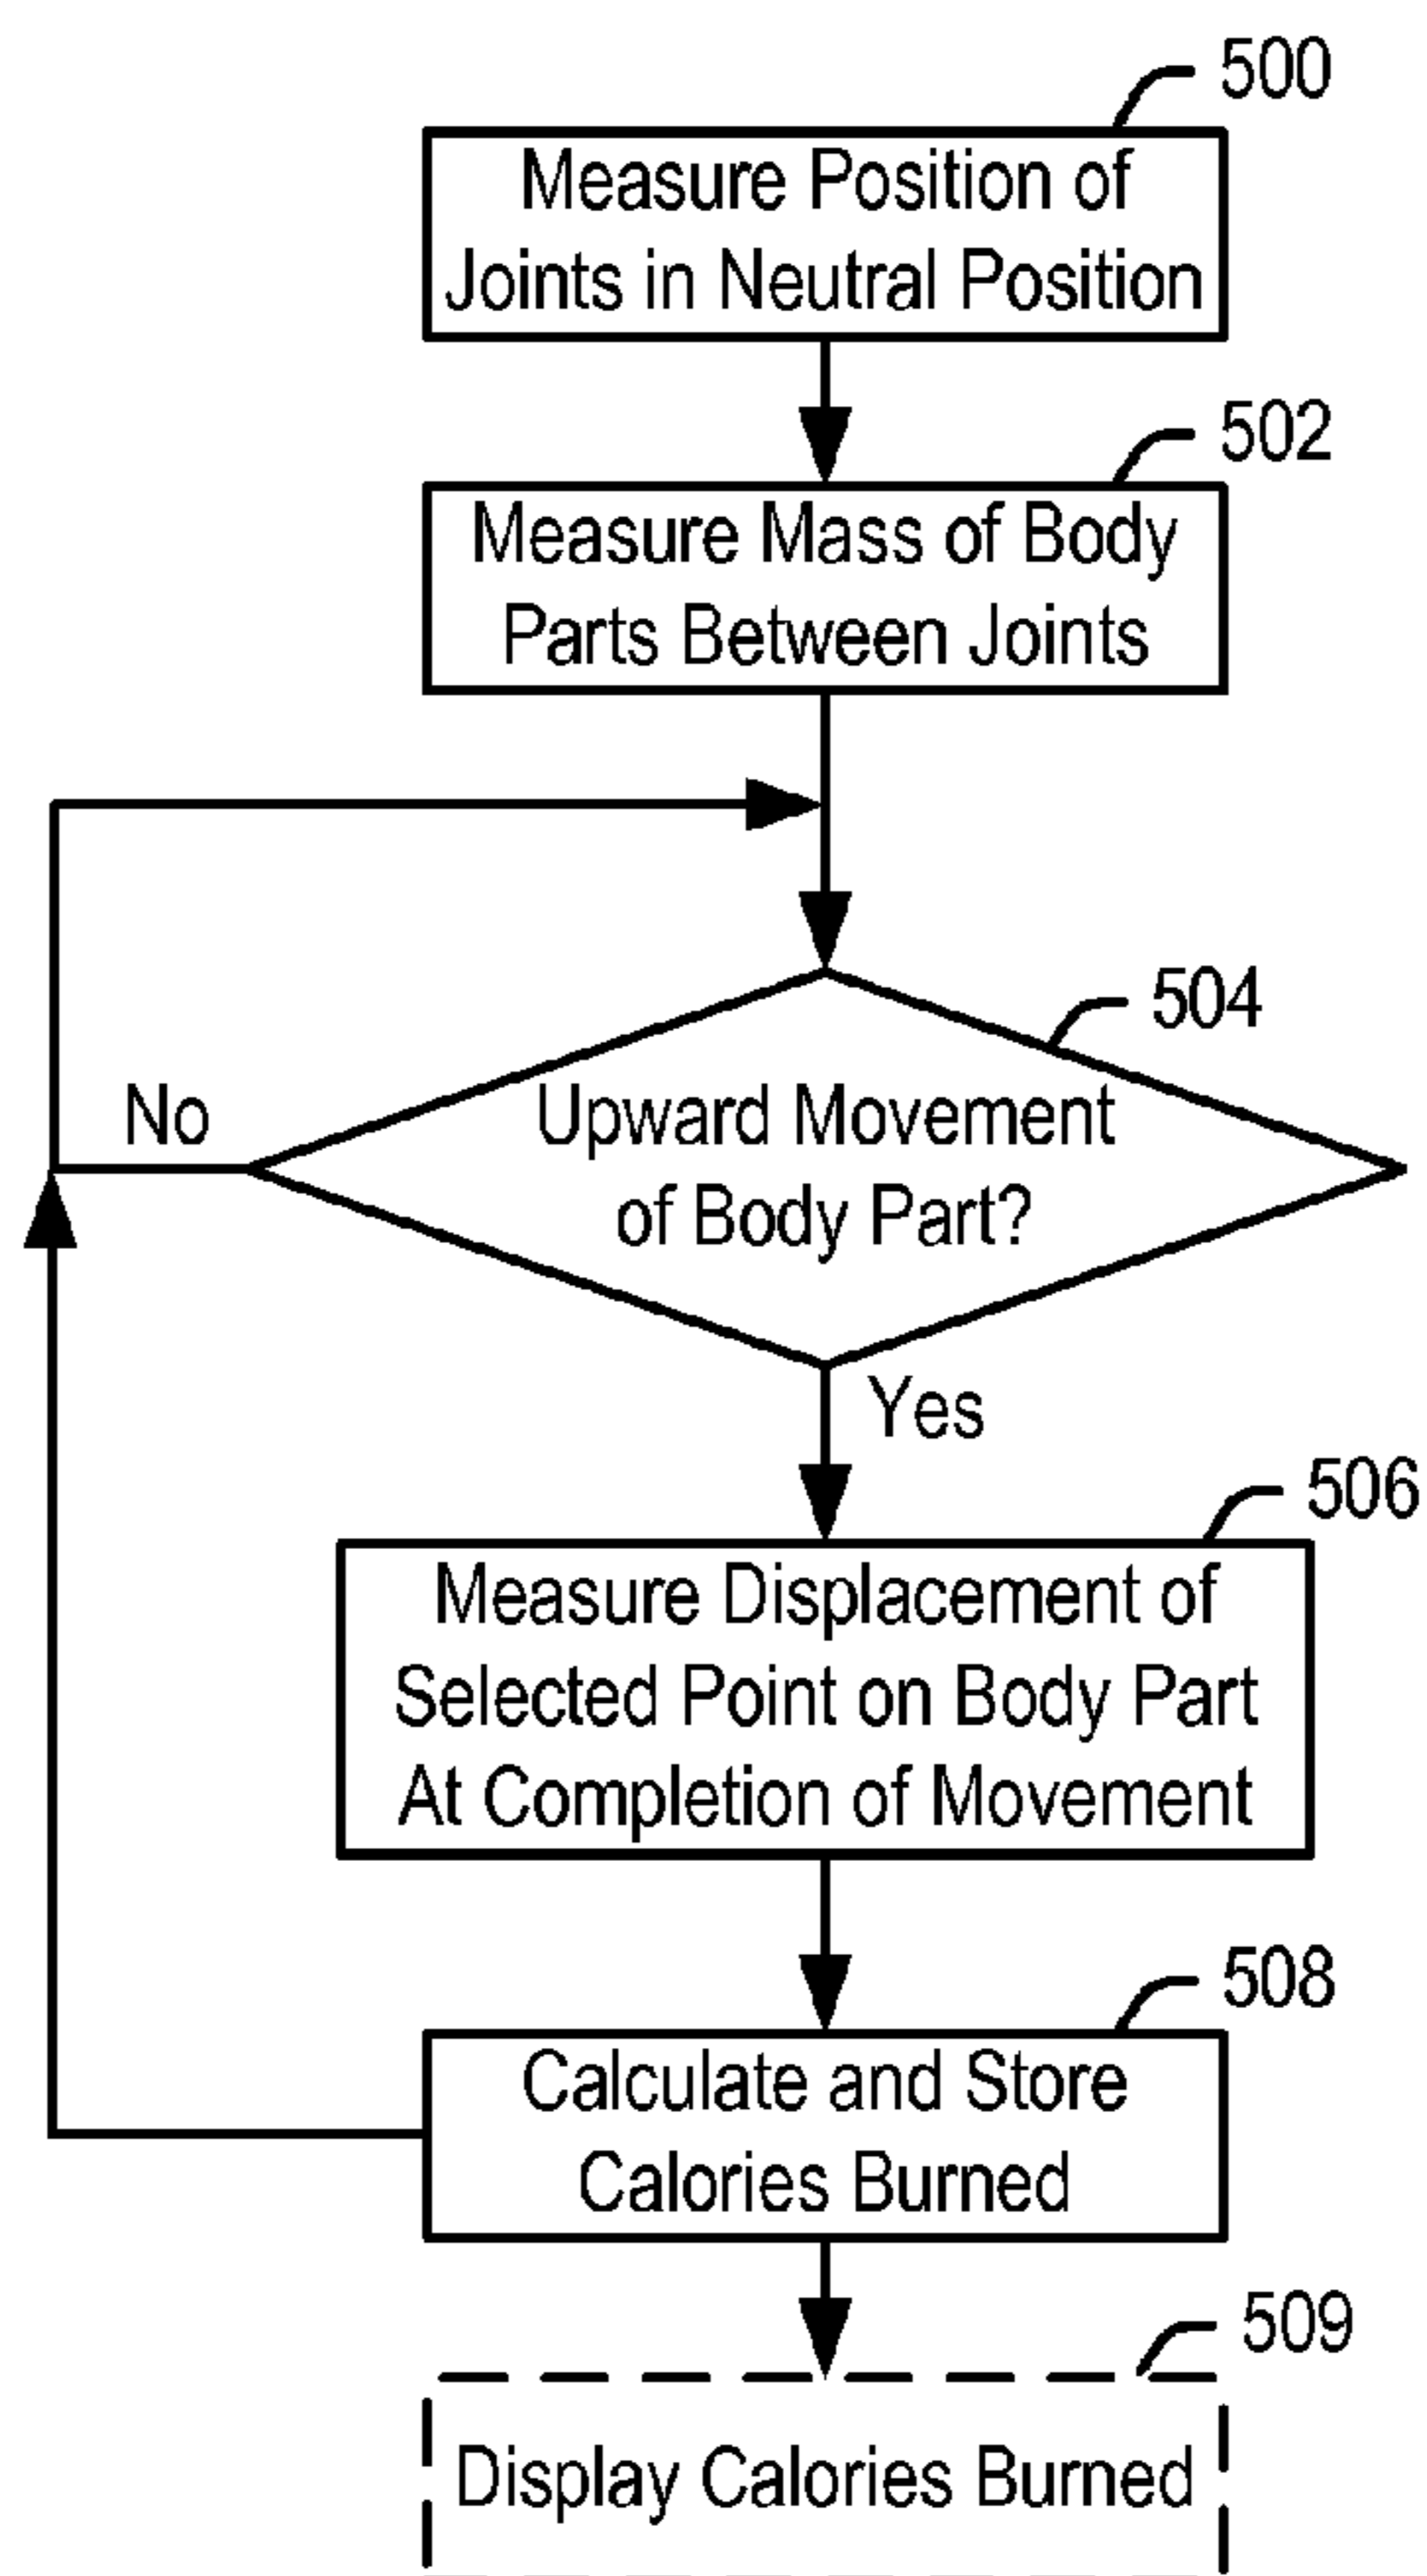 500
Measure Position of
Joints in Neutral Position
502
Measure Mass of Body
Parts Between Joints
504
No
Upward Movement
of Body Part?
Yes
506
Measure Displacement of
Selected Point on Body Part
At Completion of Movement
508
Calculate and Store
Calories Burned
509
Display Calories Burned